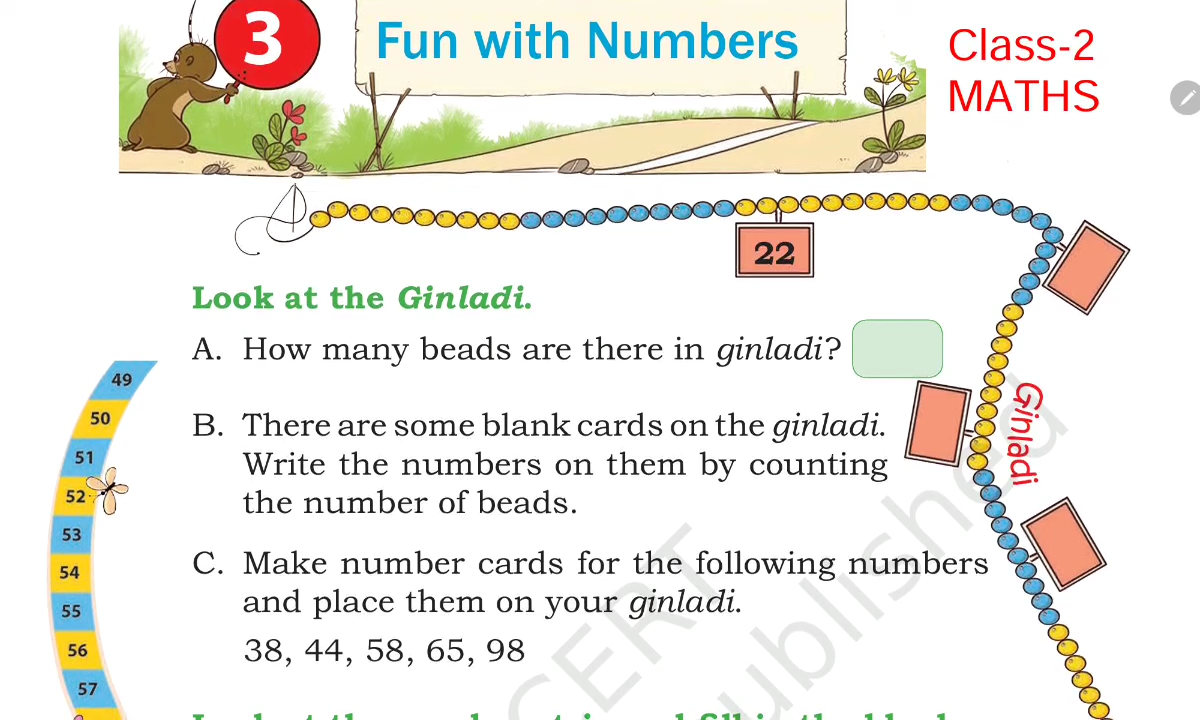 3
Fun with Numbers
Class-2
MATHS
22
Look at the Ginladi.
A. How many beads are there in ginladi?
B. There are some blank cards on the ginladi.
Write the numbers on them by counting
the number of beads.
C. Make number cards for the following numbers
and place them on your ginladi.
38, 44, 58, 65, 98
Ginladi
49
50
51
52
53
54
55
56
57